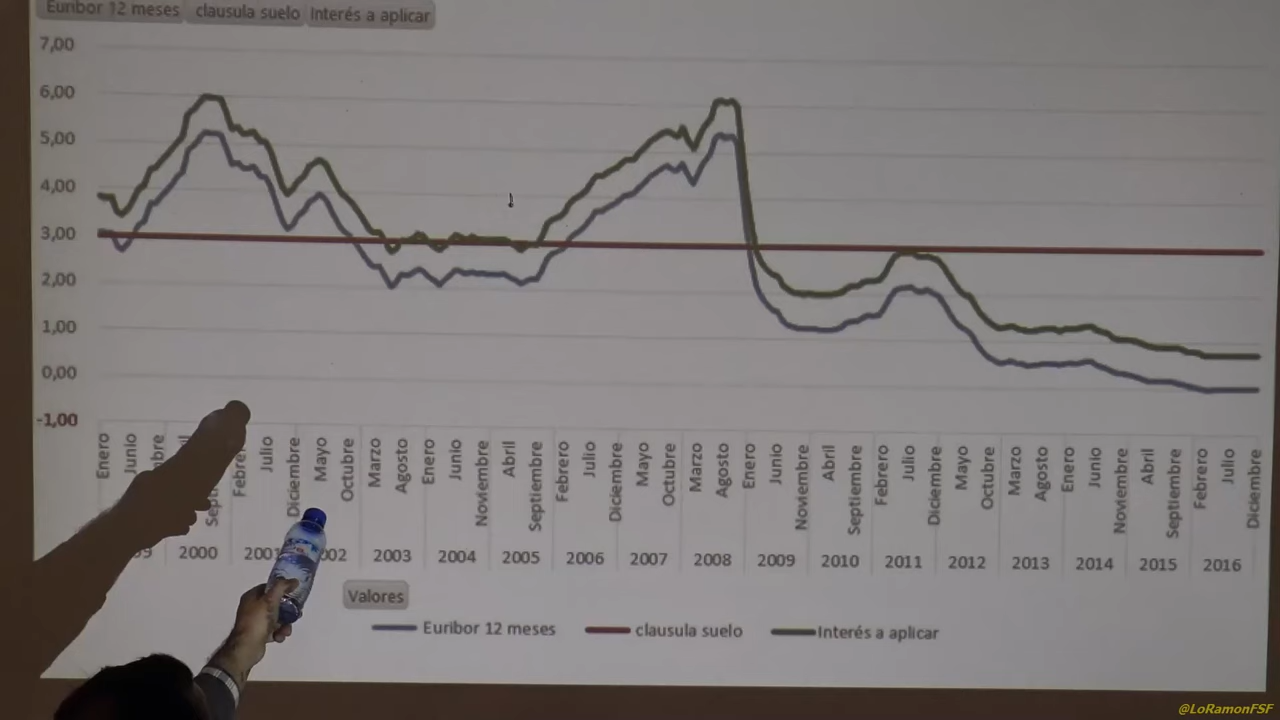 Euribor 12 meses clausula suelo Interés a aplicar
7,00
6,00
5,00
4,00
3,00
2,00
1,00
0,00
-1,00
Enero Junio Julio Diciembre Mayo Octubre Marzo Agosto Enero Junio Noviembre Abril Septiembre Febrero Julio Diciembre Mayo Octubre Marzo Agosto Enero Junio Noviembre Abril Septiembre Febrero Julio Diciembre Mayo Octubre Marzo Agosto Enero Junio Noviembre Abril Septiembre Febrero Julio Diciembre
2000 2001 2003 2004 2005 2006 2007 2008 2009 2010 2011 2012 2013 2014 2015 2016
Valores
Euribor 12 meses clausula suelo Interés a aplicar
@LoRamonFSF